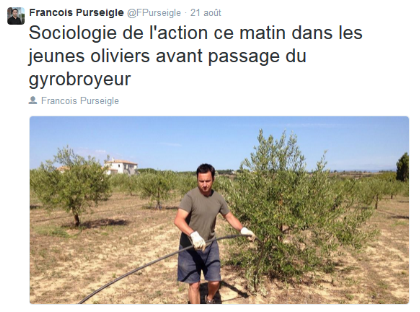 Francois Purseigle @FPurseigle · 21 août
Sociologie de l'action ce matin dans les
jeunes oliviers avant passage du
gyrobroyeur
Francois Purseigle